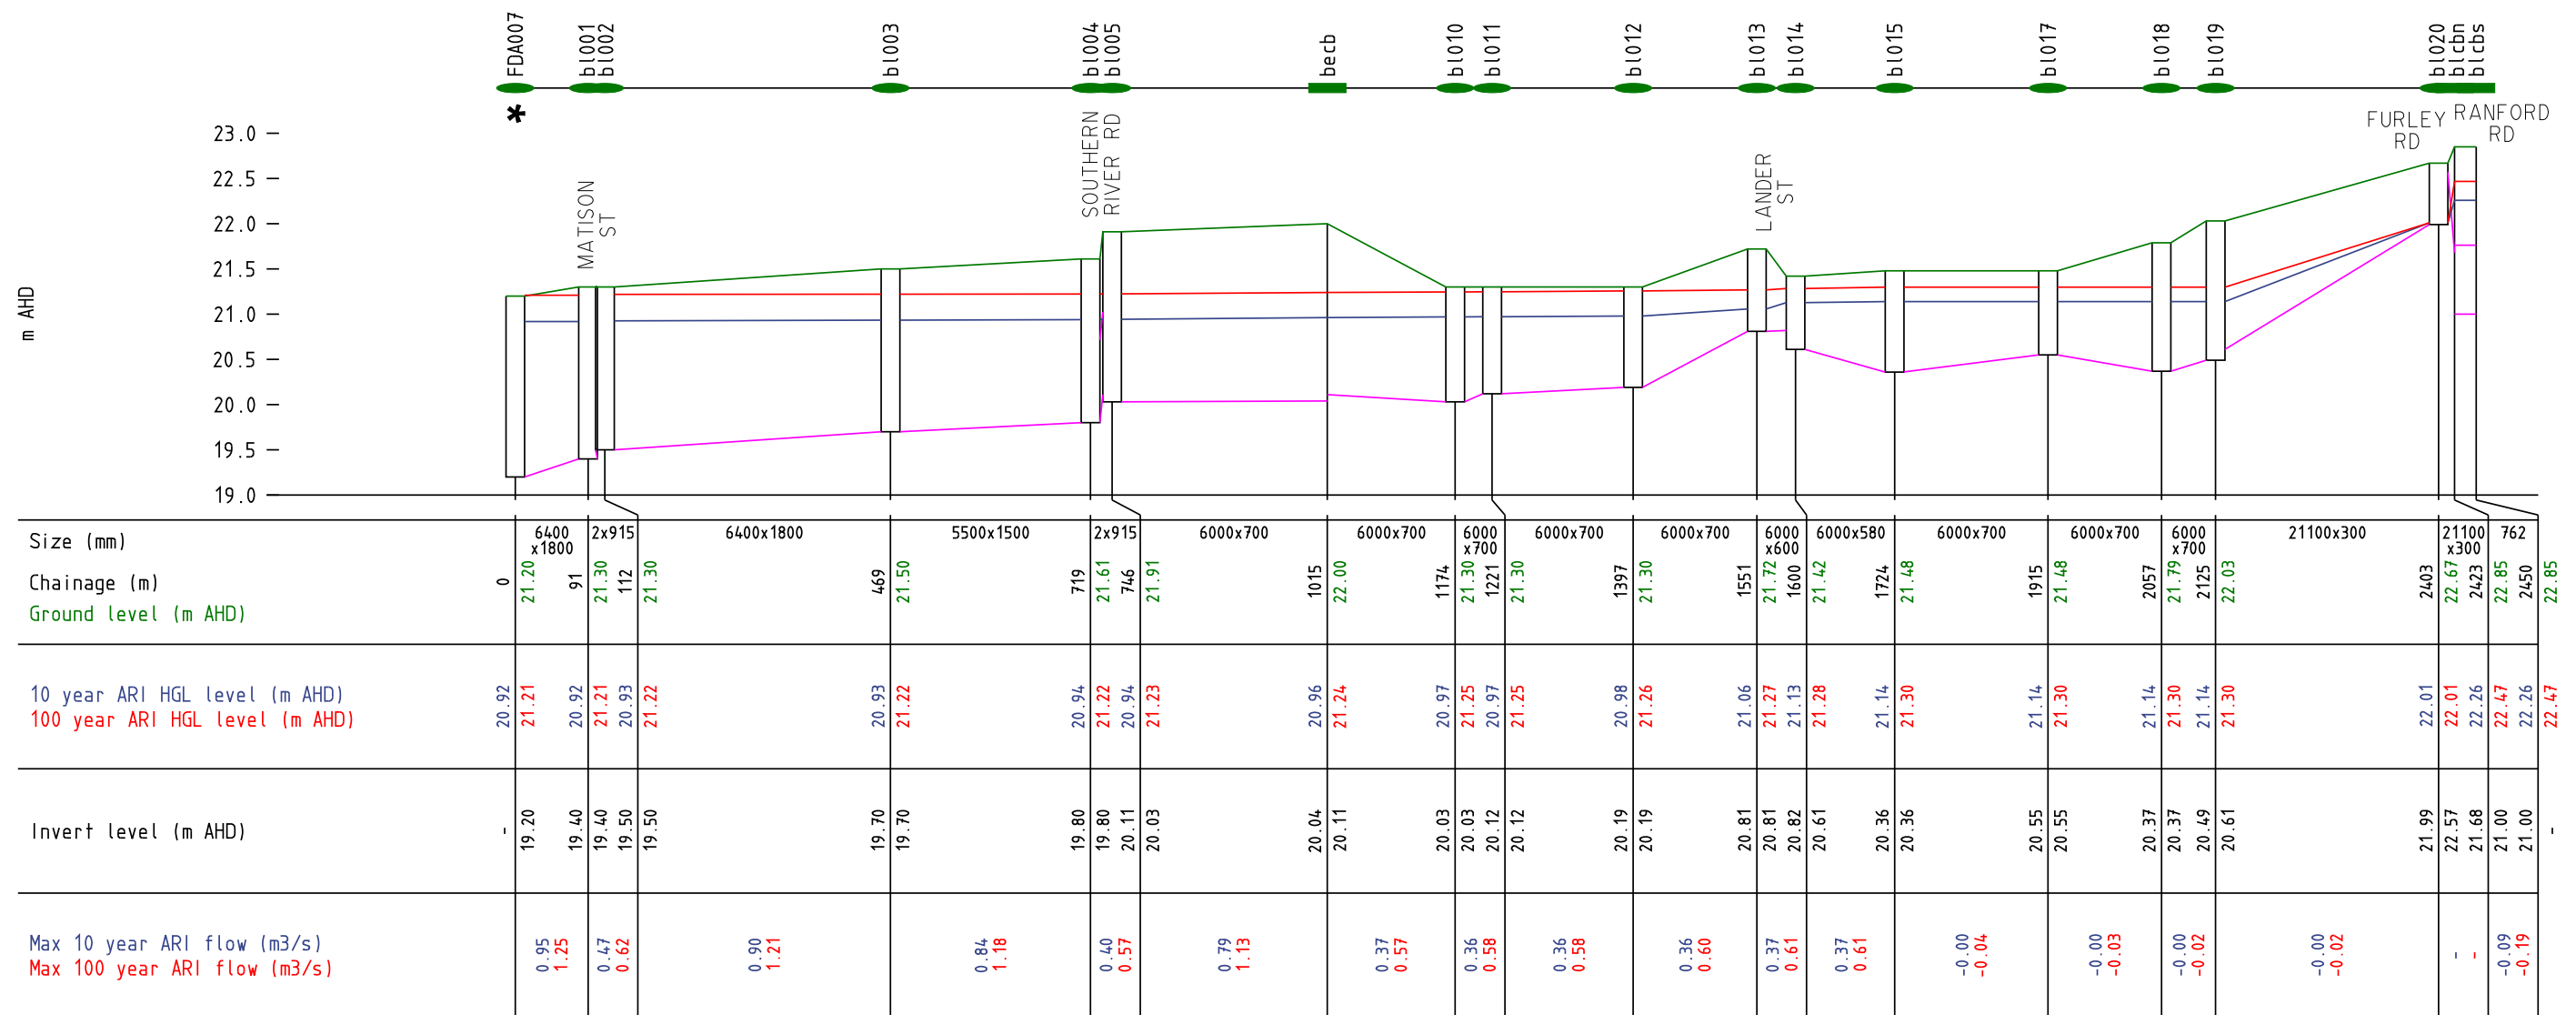 FDA007 bl001 bl002 bl003 bl004 bl005 becb bl010 bl011 bl012 bl013 bl014 bl015 bl017 bl018 bl019 bl020 blcbn blcbs
*
MATISON
ST
SOUTHERN
RIVER RD
LANDER
ST
FURLEY
RD
RANFORD
RD
m AHD
23.0
22.5
22.0
21.5
21.0
20.5
20.0
19.5
19.0
Size (mm)
6400
x1800
2x915
6400x1800
5500x1500
2x915
6000x700
6000x700
6000
x700
6000x700
6000x700
6000
x600
6000x580
6000x700
6000x700
6000
x700
21100x300
21100
x300
762
Chainage (m)
0 91 112 469 719 746 1015 1174 1221 1397 1551 1600 1724 1915 2057 2125 2403 2423 2450
Ground level (m AHD)
21.20 21.30 21.30 21.50 21.61 21.91 22.00 21.30 21.30 21.30 21.72 21.42 21.48 21.48 21.79 22.03 22.67 22.85 22.85
10 year ARI HGL level (m AHD)
20.92 20.92 20.93 20.93 20.94 20.94 20.96 20.97 20.97 20.98 21.06 21.13 21.14 21.14 21.14 21.14 22.01 22.26 22.26
100 year ARI HGL level (m AHD)
21.21 21.21 21.22 21.22 21.22 21.23 21.24 21.25 21.25 21.26 21.27 21.28 21.30 21.30 21.30 21.30 22.01 22.47 22.47
Invert level (m AHD)
- 19.20 19.40 19.40 19.50 19.50 19.70 19.70 19.80 19.80 20.11 20.03 20.04 20.11 20.03 20.03 20.12 20.12 20.19 20.19 20.81 20.81 20.82 20.61 20.36 20.36 20.55 20.55 20.37 20.37 20.49 20.61 21.99 22.57 21.68 21.00 21.00 -
Max 10 year ARI flow (m3/s)
0.95 0.47 0.90 0.84 0.40 0.79 0.37 0.36 0.36 0.36 0.37 0.37 -0.00 -0.00 -0.00 -0.00 - -0.09
Max 100 year ARI flow (m3/s)
1.25 0.62 1.21 1.18 0.57 1.13 0.57 0.58 0.58 0.60 0.61 0.61 -0.04 -0.03 -0.02 -0.02 - -0.19